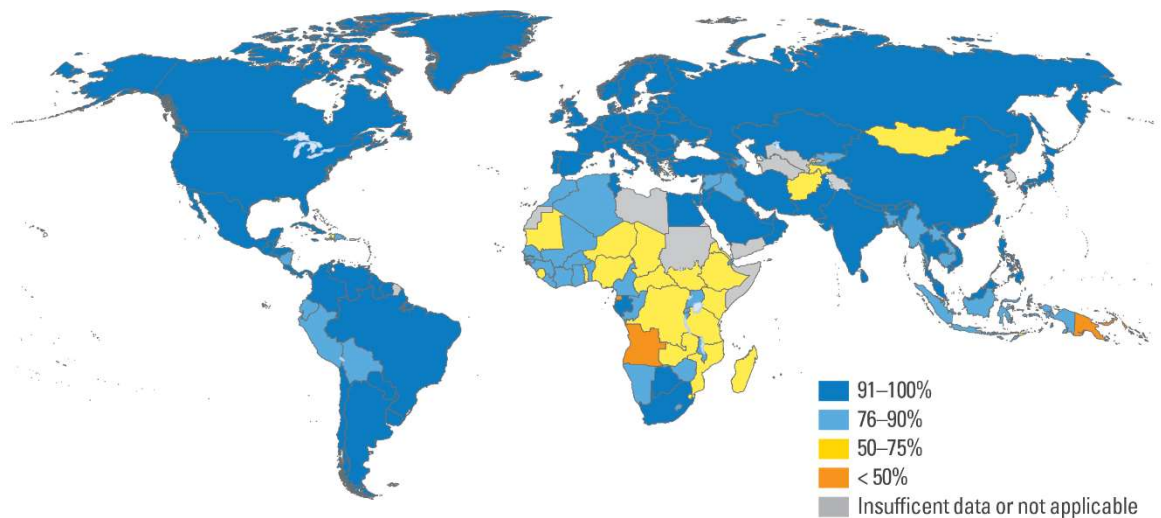 91–100%
76–90%
50–75%
< 50%
Insufficent data or not applicable